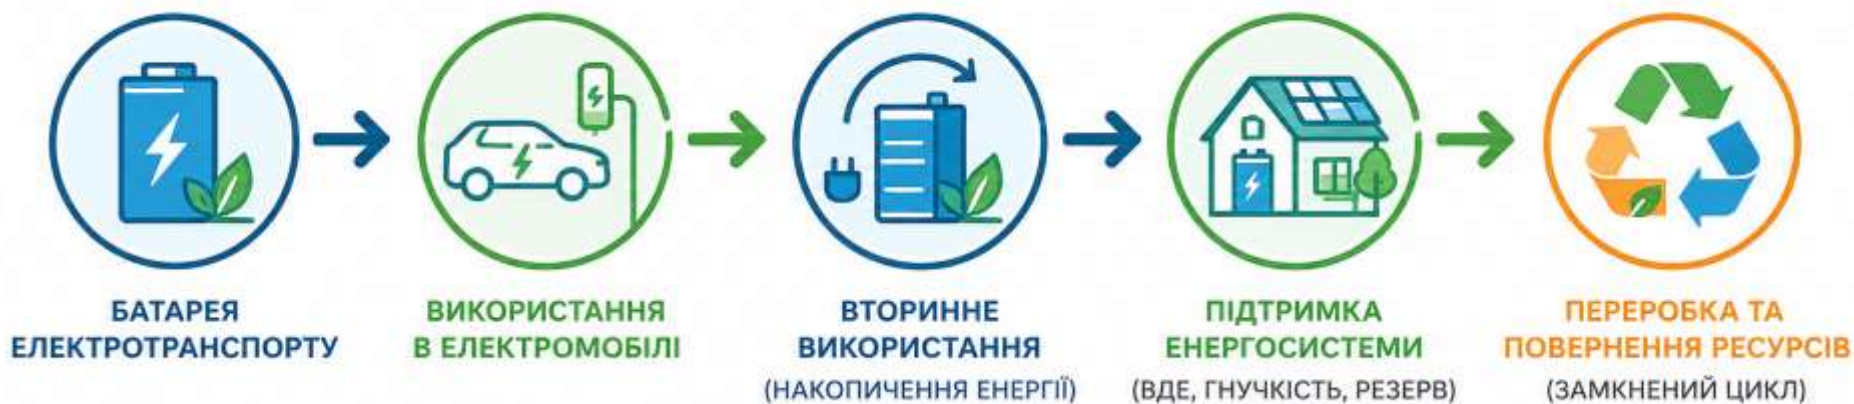 БАТАРЕЯ
ЕЛЕКТРОТРАНСПОРТУ
ВИКОРИСТАННЯ
В ЕЛЕКТРОМОБІЛІ
ВТОРИННЕ
ВИКОРИСТАННЯ
(НАКОПИЧЕННЯ ЕНЕРГІЇ)
ПІДТРИМКА
ЕНЕРГОСИСТЕМИ
(ВДЕ, ГНУЧКІСТЬ, РЕЗЕРВ)
ПЕРЕРОБКА ТА
ПОВЕРНЕННЯ РЕСУРСІВ
(ЗАМКНЕНИЙ ЦИКЛ)